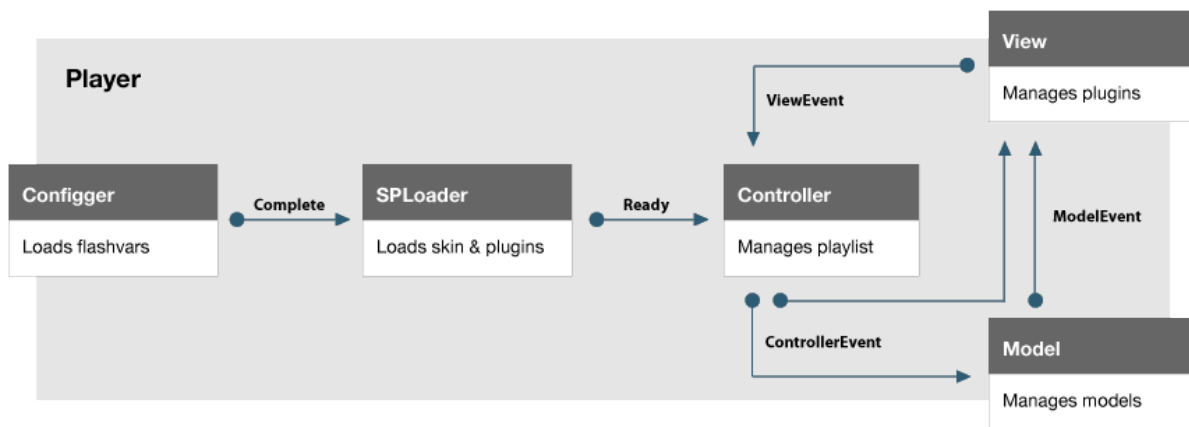 View
Player
Manages plugins
ViewEvent
Configger
Complete
SPLoader
Ready
Controller
ModelEvent
Loads flashvars
Loads skin & plugins
Manages playlist
ControllerEvent
Model
Manages models